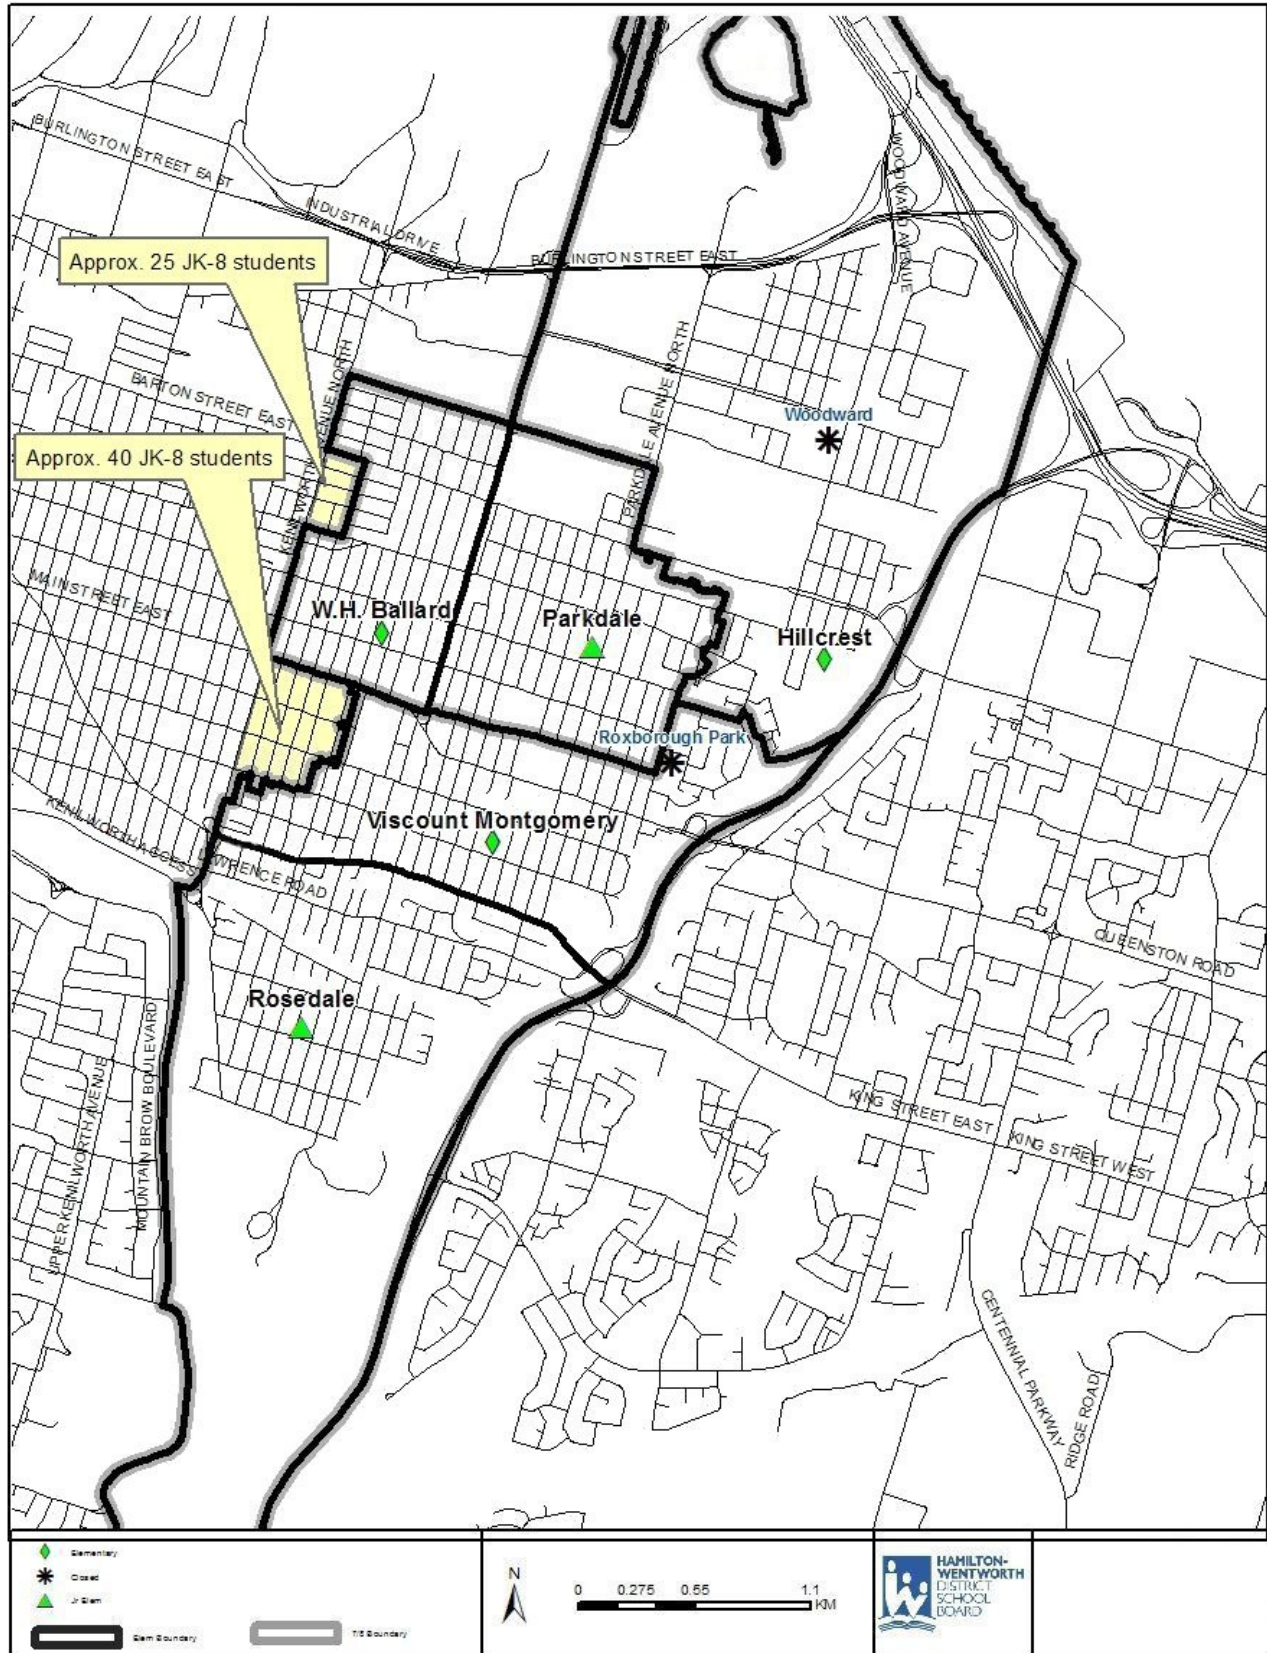 BURLINGTON STREET EAST
INDUSTRIAL DRIVE
BURLINGTON STREET EAST
WOODWARD AVENUE
Approx. 25 JK-8 students
PARKDALE AVENUE NORTH
BARTON STREET EAST
Woodward
Approx. 40 JK-8 students
MAIN STREET EAST
W.H. Ballard
Parkdale
Hillcrest
Roxborough Park
KENILWORTH ACCESS
Viscount Montgomery
LAWRENCE ROAD
QUEENSTON ROAD
Rosedale
MOUNTAIN BROW BOULEVARD
UPPER KENILWORTH AVENUE
KING STREET EAST
KING STREET WEST
CENTENNIAL PARKWAY
RIDGE ROAD
Elementary
Closed
Jr Elem
Elem Boundary
7/8 Boundary
N
0 0.275 0.55 1.1
KM
HAMILTON-
WENTWORTH
DISTRICT
SCHOOL
BOARD